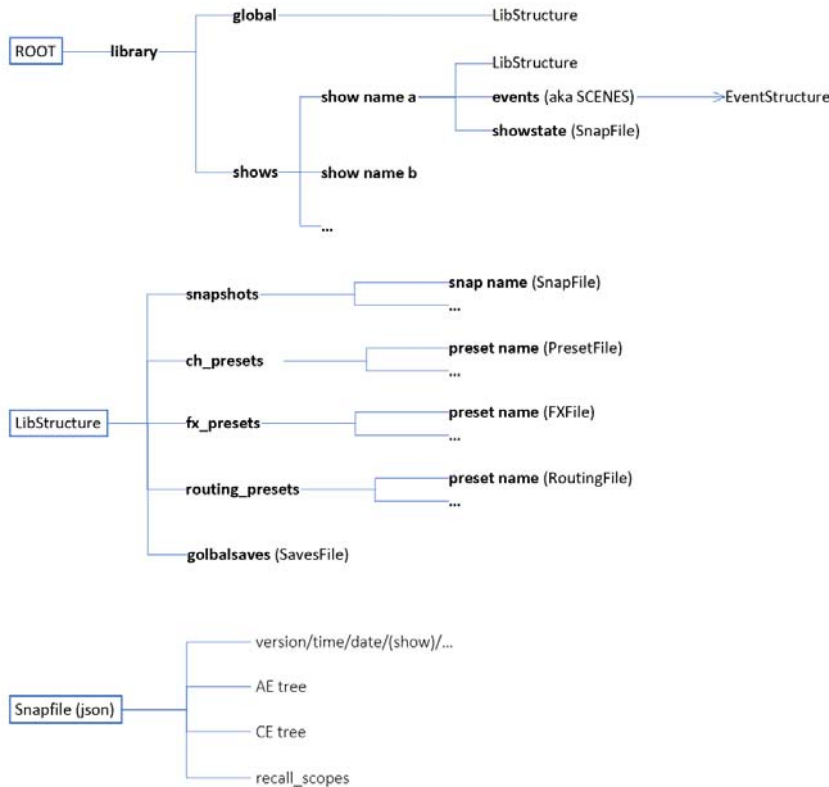 global
LibStructure
ROOT
library
LibStructure
show name a
events (aka SCENES)
EventStructure
showstate (SnapFile)
shows
show name b
...
snapshots
snap name (SnapFile)
...
ch_presets
preset name (PresetFile)
...
LibStructure
fx_presets
preset name (FXFile)
...
routing_presets
preset name (RoutingFile)
...
golbalsaves (SavesFile)
version/time/date/(show)/...
Snapfile (json)
AE tree
CE tree
recall_scopes